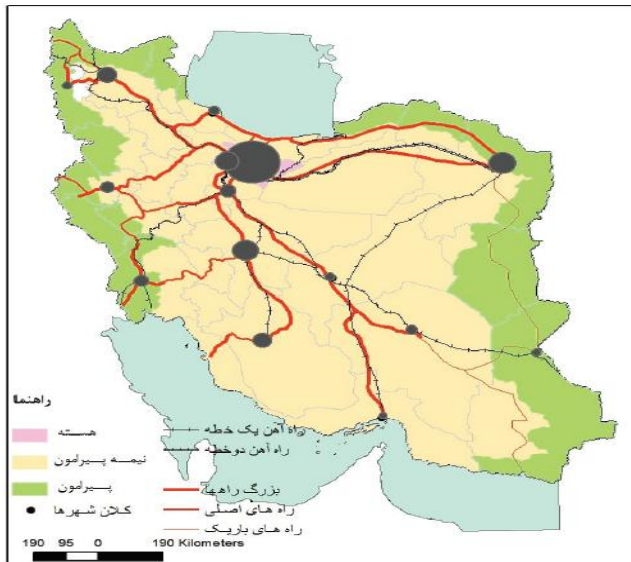 راهنما
هسته
نیمه پیرامون
پیرامون
کلان شهرها
راه آهن یک خطه
راه آهن دوخطه
بزرگ راهها
راه های اصلی
راه های باریک
190 95 0 190 Kilometers